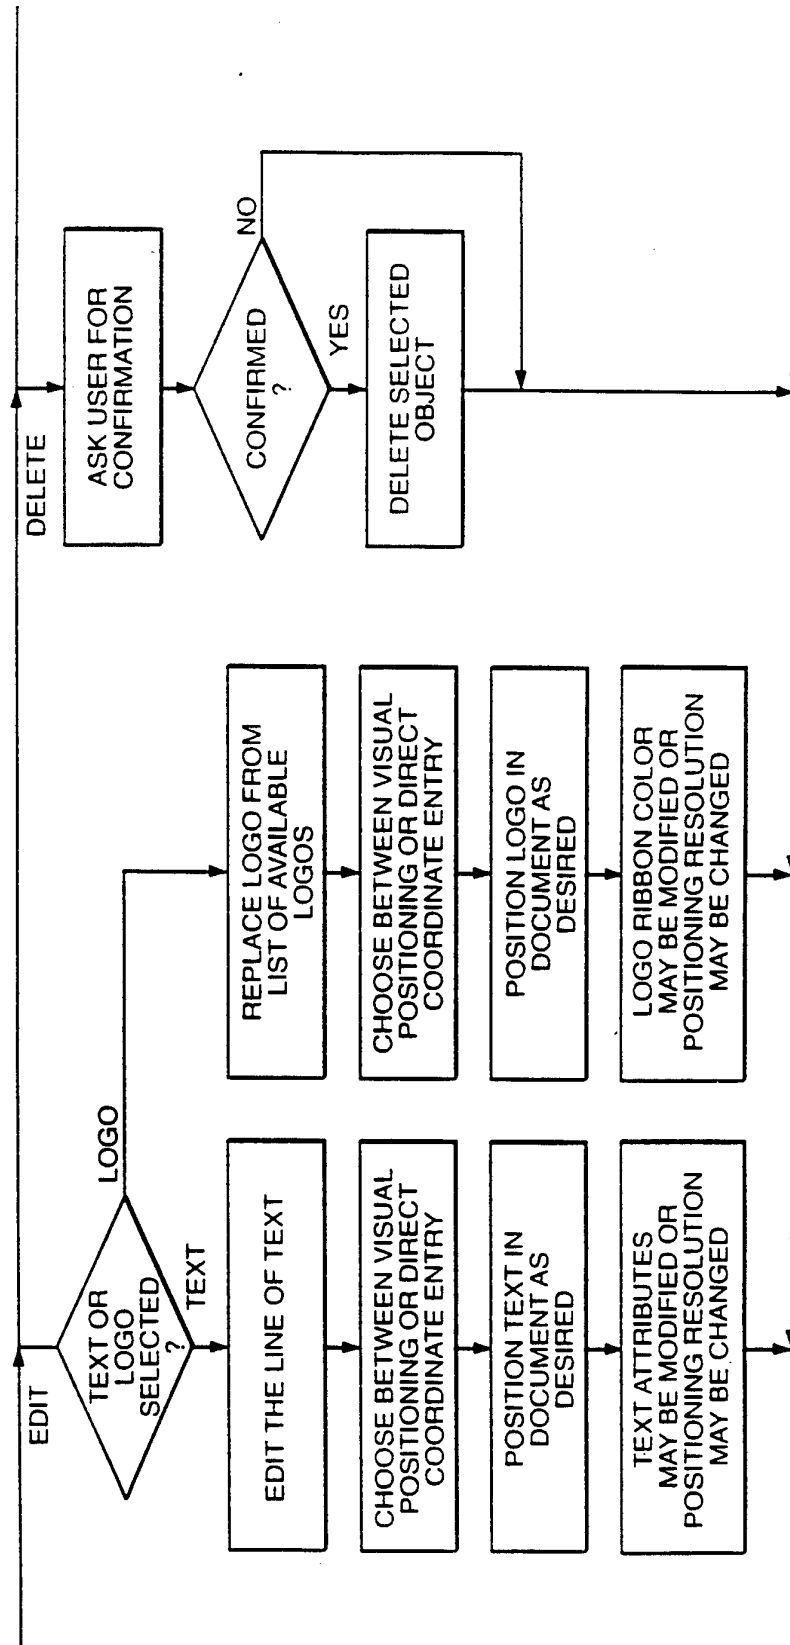 EDIT
TEXT OR
LOGO
SELECTED
?
LOGO
TEXT
EDIT THE LINE OF TEXT
CHOOSE BETWEEN VISUAL
POSITIONING OR DIRECT
COORDINATE ENTRY
POSITION TEXT IN
DOCUMENT AS
DESIRED
TEXT ATTRIBUTES
MAY BE MODIFIED OR
POSITIONING RESOLUTION
MAY BE CHANGED
REPLACE LOGO FROM
LIST OF AVAILABLE
LOGOS
CHOOSE BETWEEN VISUAL
POSITIONING OR DIRECT
COORDINATE ENTRY
POSITION LOGO IN
DOCUMENT AS
DESIRED
LOGO RIBBON COLOR
MAY BE MODIFIED OR
POSITIONING RESOLUTION
MAY BE CHANGED
DELETE
ASK USER FOR
CONFIRMATION
CONFIRMED
?
NO
YES
DELETE SELECTED
OBJECT